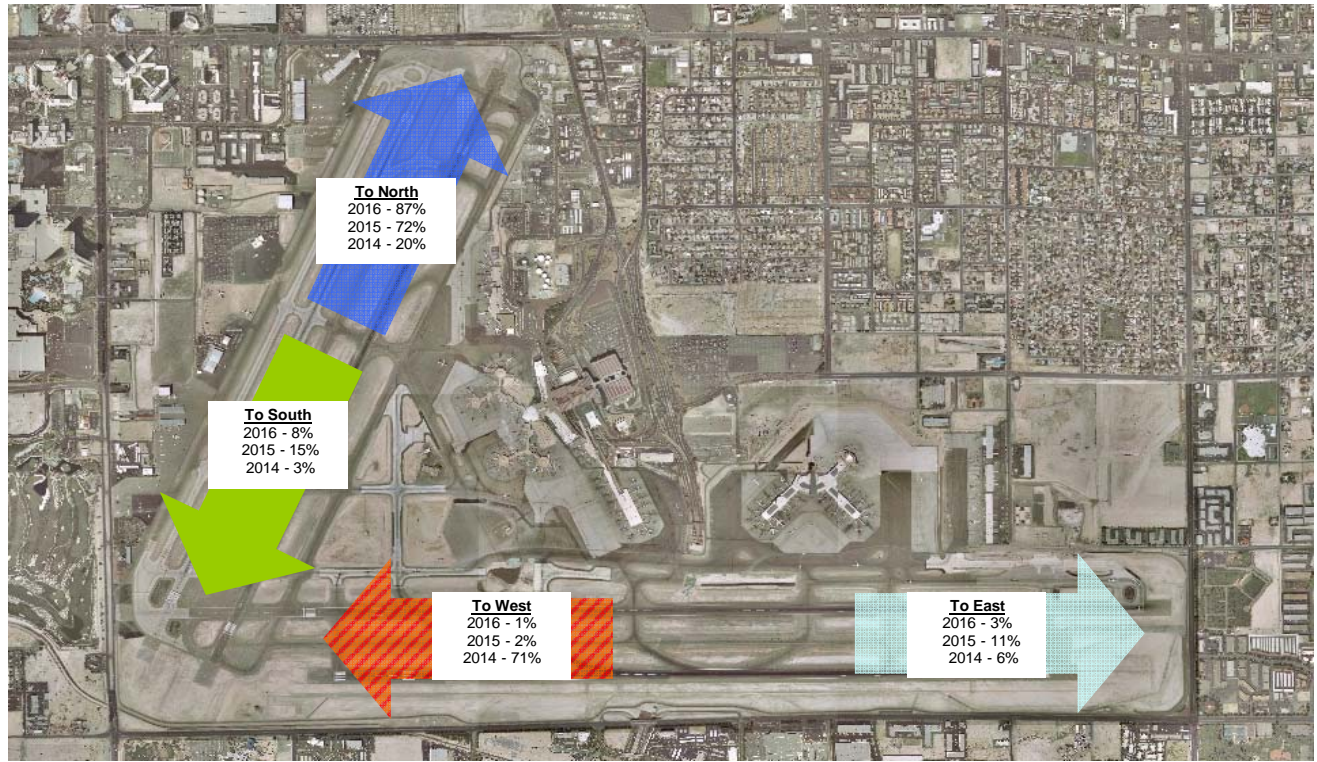 To North
2016 - 87%
2015 - 72%
2014 - 20%
To South
2016 - 8%
2015 - 15%
2014 - 3%
To West
2016 - 1%
2015 - 2%
2014 - 71%
To East
2016 - 3%
2015 - 11%
2014 - 6%